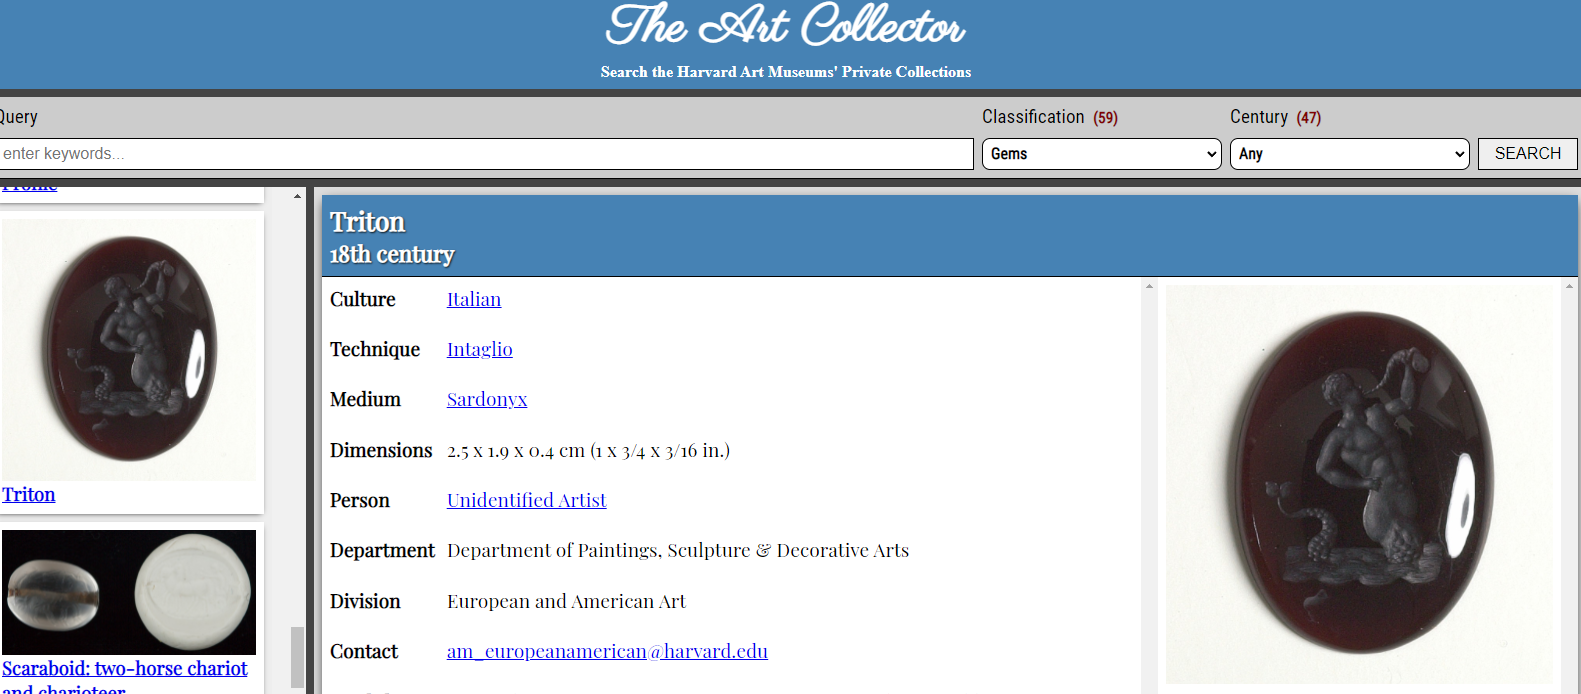 The Art Collector
Search the Harvard Art Museums' Private Collections
Query
Classification (59)
Century (47)
enter keywords...
Gems
Any
SEARCH
Profile
Triton
Scaraboid: two-horse chariot
and charioteer
Triton
18th century
Culture Italian
Technique Intaglio
Medium Sardonyx
Dimensions 2.5 x 1.9 x 0.4 cm (1 x 3/4 x 3/16 in.)
Person Unidentified Artist
Department Department of Paintings, Sculpture & Decorative Arts
Division European and American Art
Contact am_europeanamerican@harvard.edu